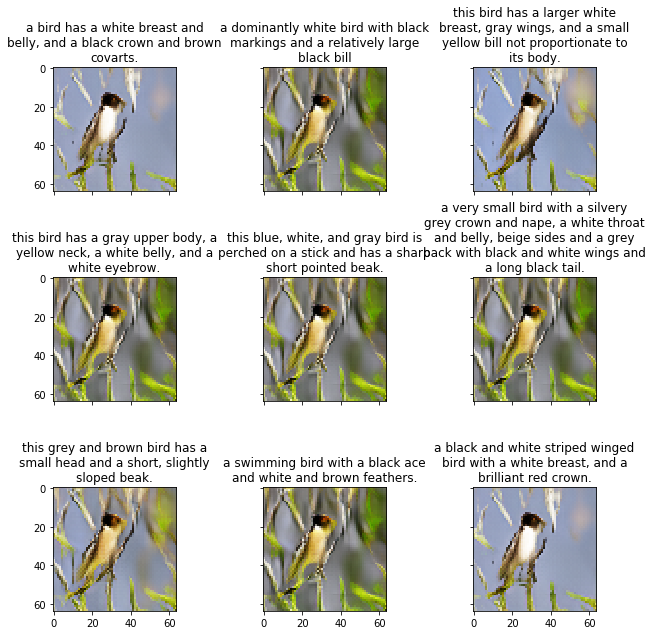 a bird has a white breast and
belly, and a black crown and brown
covarts.
a dominantly white bird with black
markings and a relatively large
black bill
this bird has a larger white
breast, gray wings, and a small
yellow bill not proportionate to
its body.
0
20
40
60
this bird has a gray upper body, a
yellow neck, a white belly, and a
white eyebrow.
this blue, white, and gray bird is
perched on a stick and has a sharp
short pointed beak.
a very small bird with a silvery
grey crown and nape, a white throat
and belly, beige sides and a grey
back with black and white wings and
a long black tail.
0
20
40
60
this grey and brown bird has a
small head and a short, slightly
sloped beak.
a swimming bird with a black ace
and white and brown feathers.
a black and white striped winged
bird with a white breast, and a
brilliant red crown.
0
20
40
60
0 20 40 60
0 20 40 60
0 20 40 60